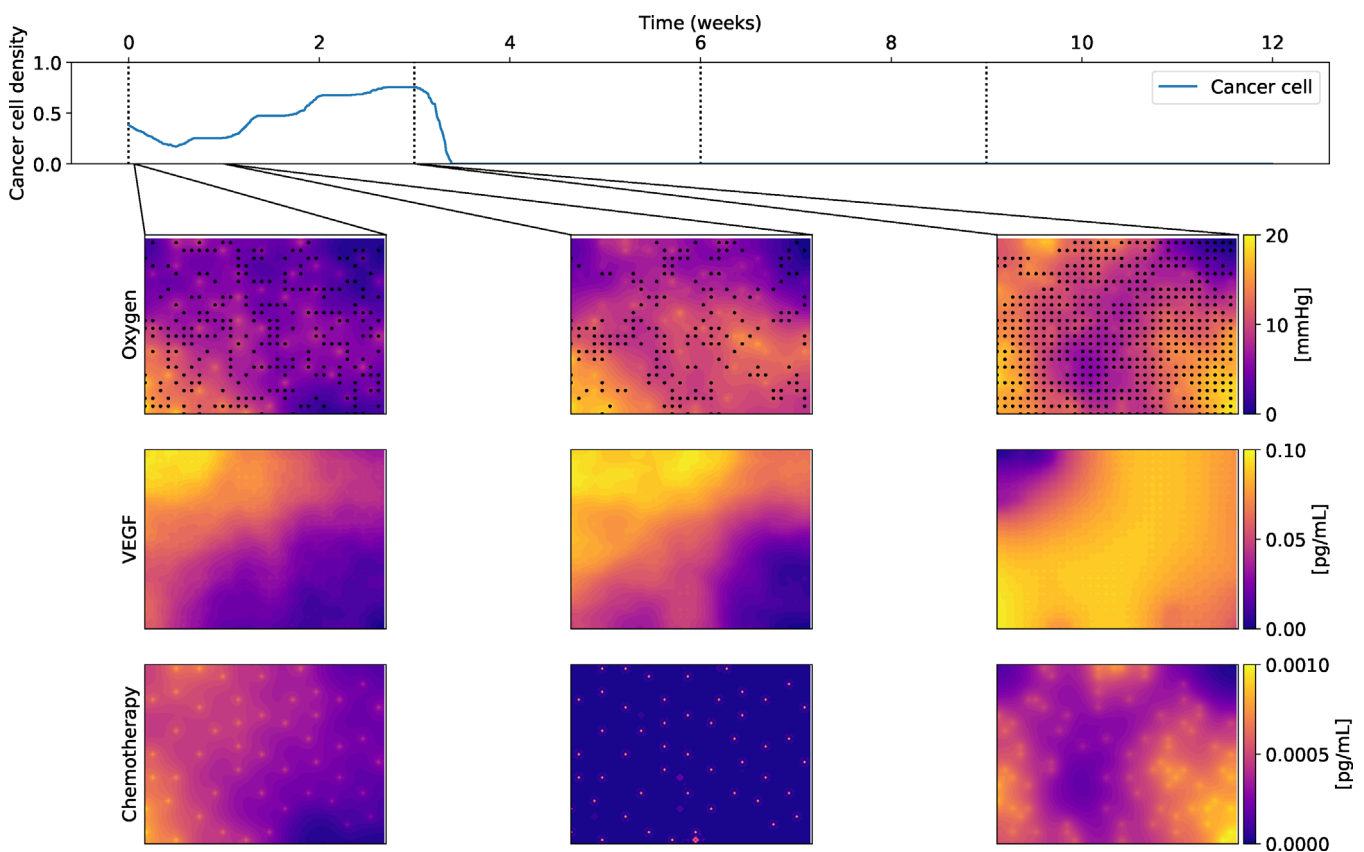 Time (weeks)
0 2 4 6 8 10 12
Cancer cell density
1.0
0.5
0.0
Cancer cell
Oxygen
20
10
0
[mmHg]
VEGF
0.10
0.05
0.00
[pg/mL]
Chemotherapy
0.0010
0.0005
0.0000
[pg/mL]